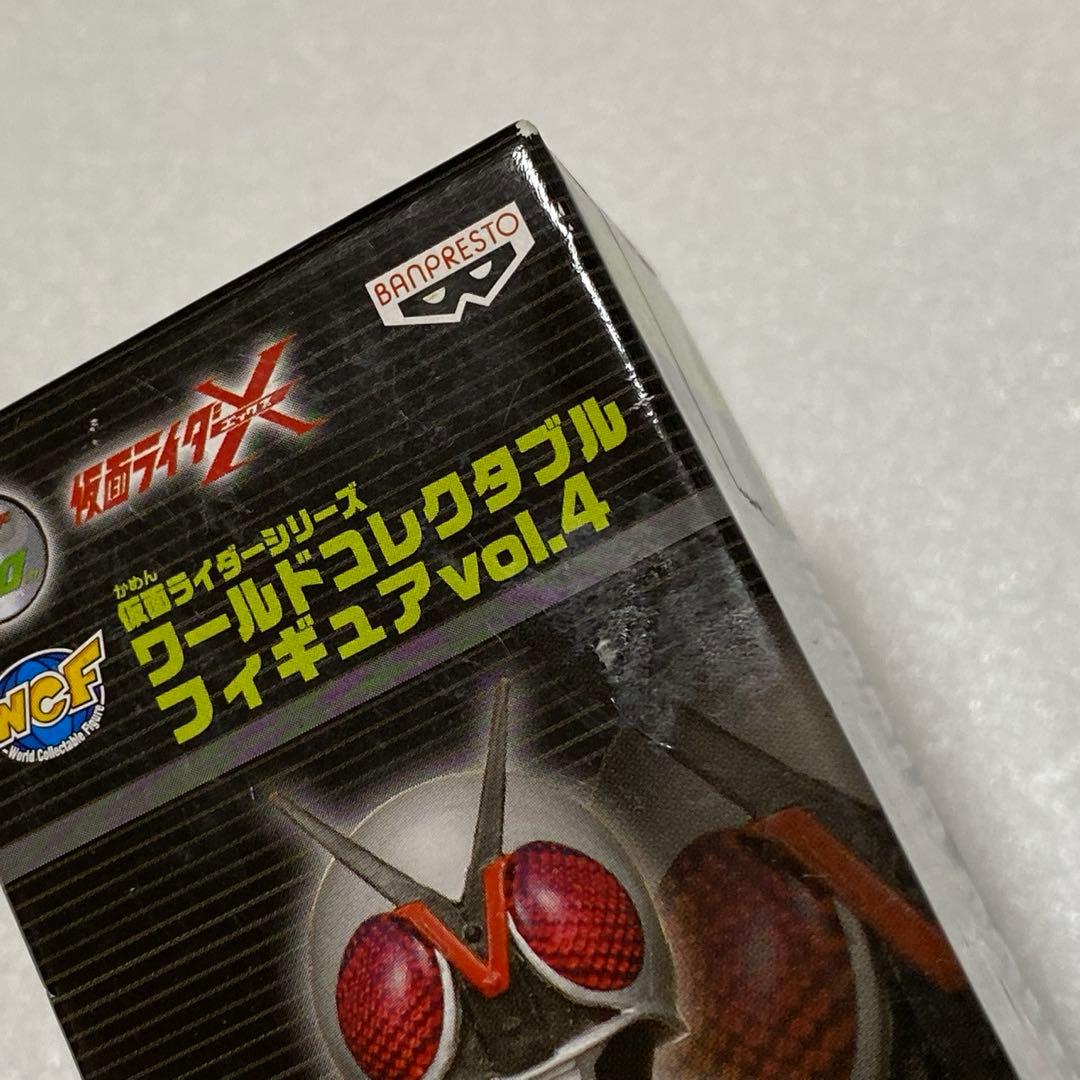 BANPRESTO
仮面ライダーX
エックス
かめん
仮面ライダーシリーズ
ワールドコレクタブル
フィギュアvol.4
WCF
World Collectable Figure